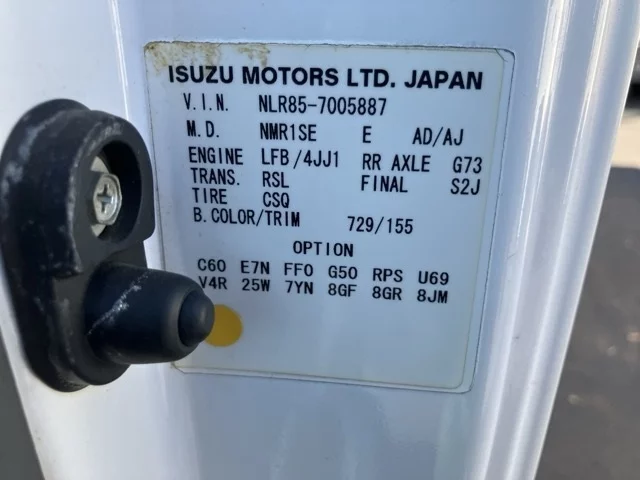 ISUZU MOTORS LTD. JAPAN
V.I.N. NLR85-7005887
M.D. NMR1SE E AD/AJ
ENGINE LFB/4JJ1 RR AXLE G73
TRANS. RSL FINAL S2J
TIRE CSQ
B.COLOR/TRIM 729/155
OPTION
C60 E7N FF0 G50 RPS U69
V4R 25W 7YN 8GF 8GR 8JM